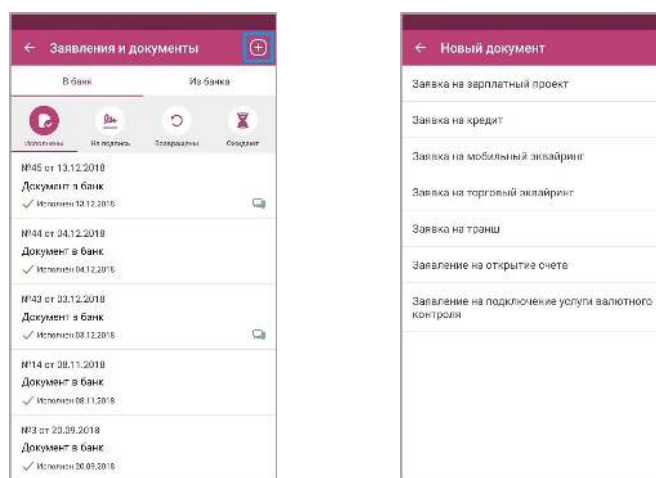 Заявления и документы
В банк
Из банка
Исполнены
На подпись
Возвращены
Ожидают
№45 от 13.12.2018
Документ в банк
Исполнен 13.12.2018
№44 от 04.12.2018
Документ в банк
Исполнен 04.12.2018
№43 от 03.12.2018
Документ в банк
Исполнен 03.12.2018
№14 от 08.11.2018
Документ в банк
Исполнен 08.11.2018
№3 от 20.09.2018
Документ в банк
Исполнен 20.09.2018
Новый документ
Заявка на зарплатный проект
Заявка на кредит
Заявка на мобильный эквайринг
Заявка на торговый эквайринг
Заявка на транш
Заявление на открытие счета
Заявление на подключение услуги валютного
контроля